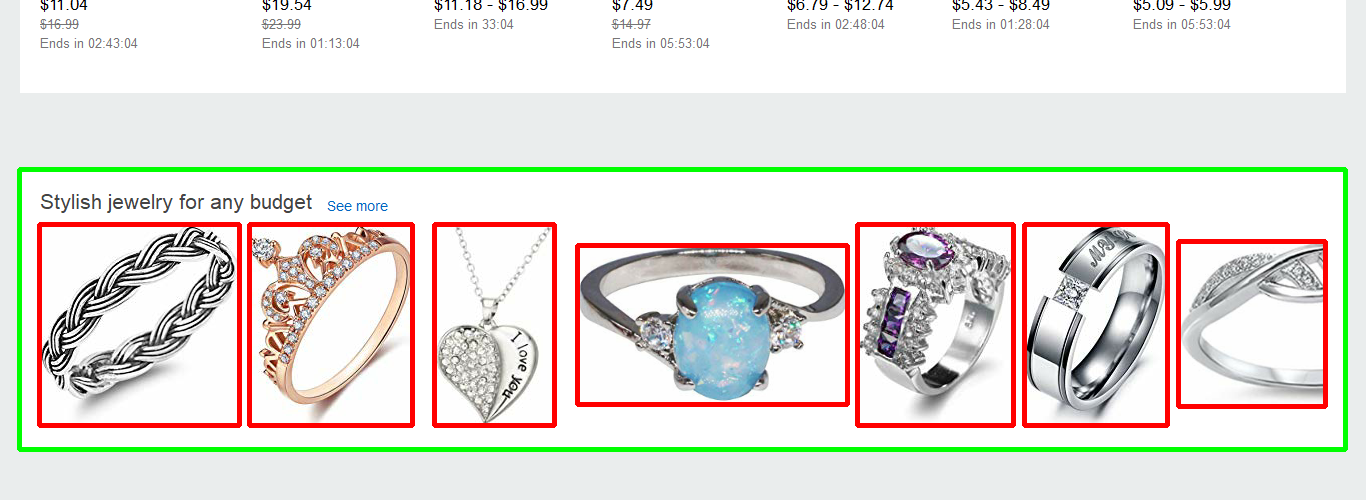 $11.04 $19.54 $11.18 - $16.99 $7.49 $6.79 - $12.74 $5.43 - $8.49 $5.09 - $5.99
$16.99 $23.99 Ends in 33:04 $14.97 Ends in 02:48:04 Ends in 01:28:04 Ends in 05:53:04
Ends in 02:43:04 Ends in 01:13:04 Ends in 05:53:04
Stylish jewelry for any budget See more
I love you